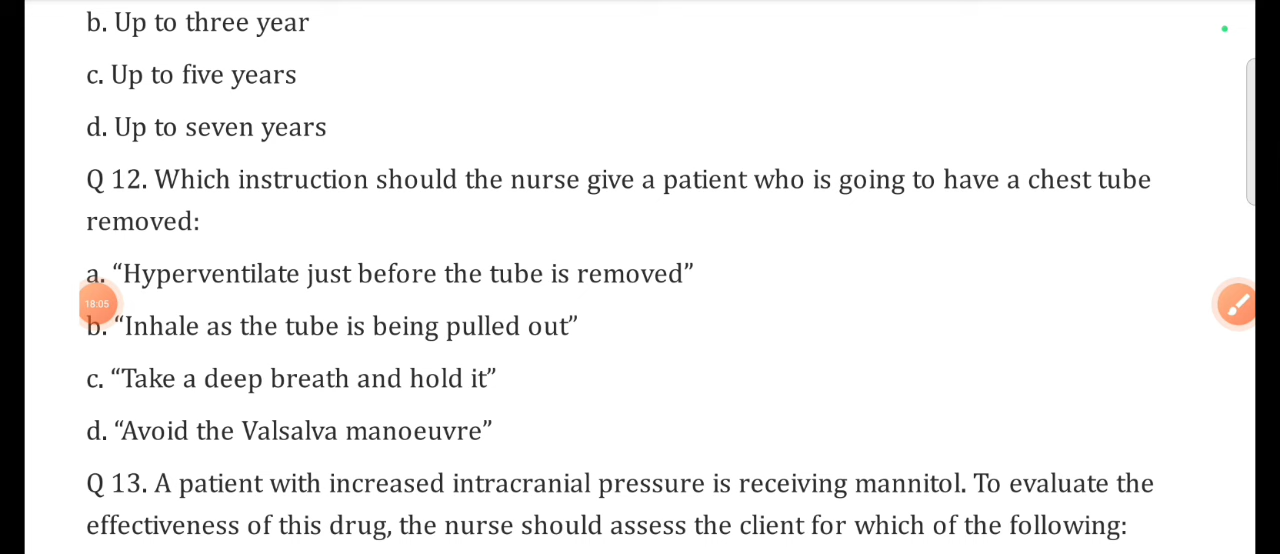 b. Up to three year
c. Up to five years
d. Up to seven years
Q 12. Which instruction should the nurse give a patient who is going to have a chest tube
removed:
a. “Hyperventilate just before the tube is removed”
18:05
b. “Inhale as the tube is being pulled out”
c. “Take a deep breath and hold it”
d. “Avoid the Valsalva manoeuvre”
Q 13. A patient with increased intracranial pressure is receiving mannitol. To evaluate the
effectiveness of this drug, the nurse should assess the client for which of the following: